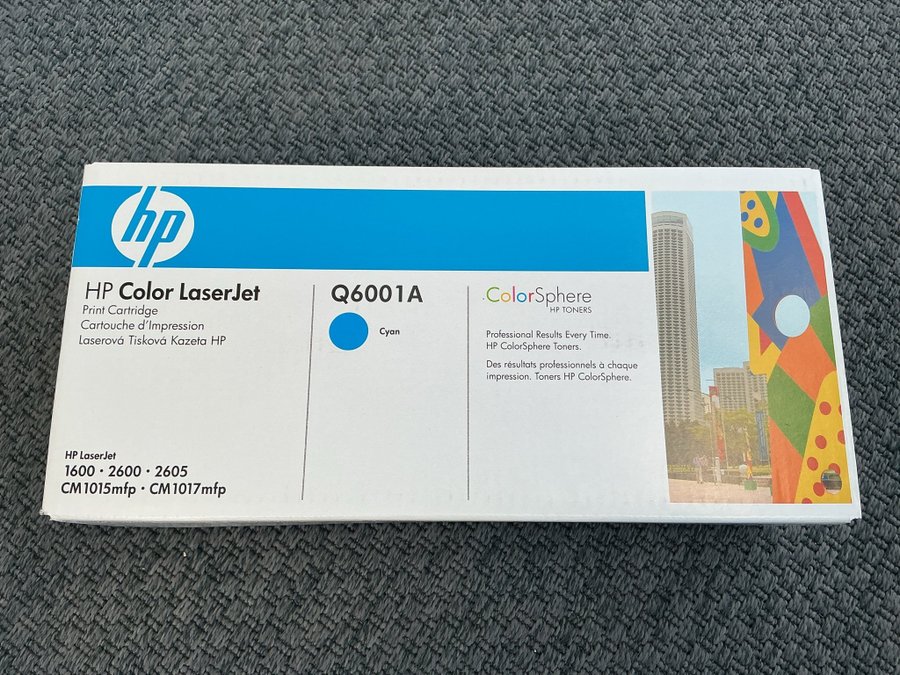 hp
HP Color LaserJet
Print Cartridge
Cartouche d'Impression
Laserová Tisková Kazeta HP
HP LaserJet
1600 • 2600 • 2605
CM1015mfp • CM1017mfp
Q6001A
Cyan
ColorSphere
HP TONERS
Professional Results Every Time.
HP ColorSphere Toners.
Des résultats professionnels à chaque
impression. Toners HP ColorSphere.